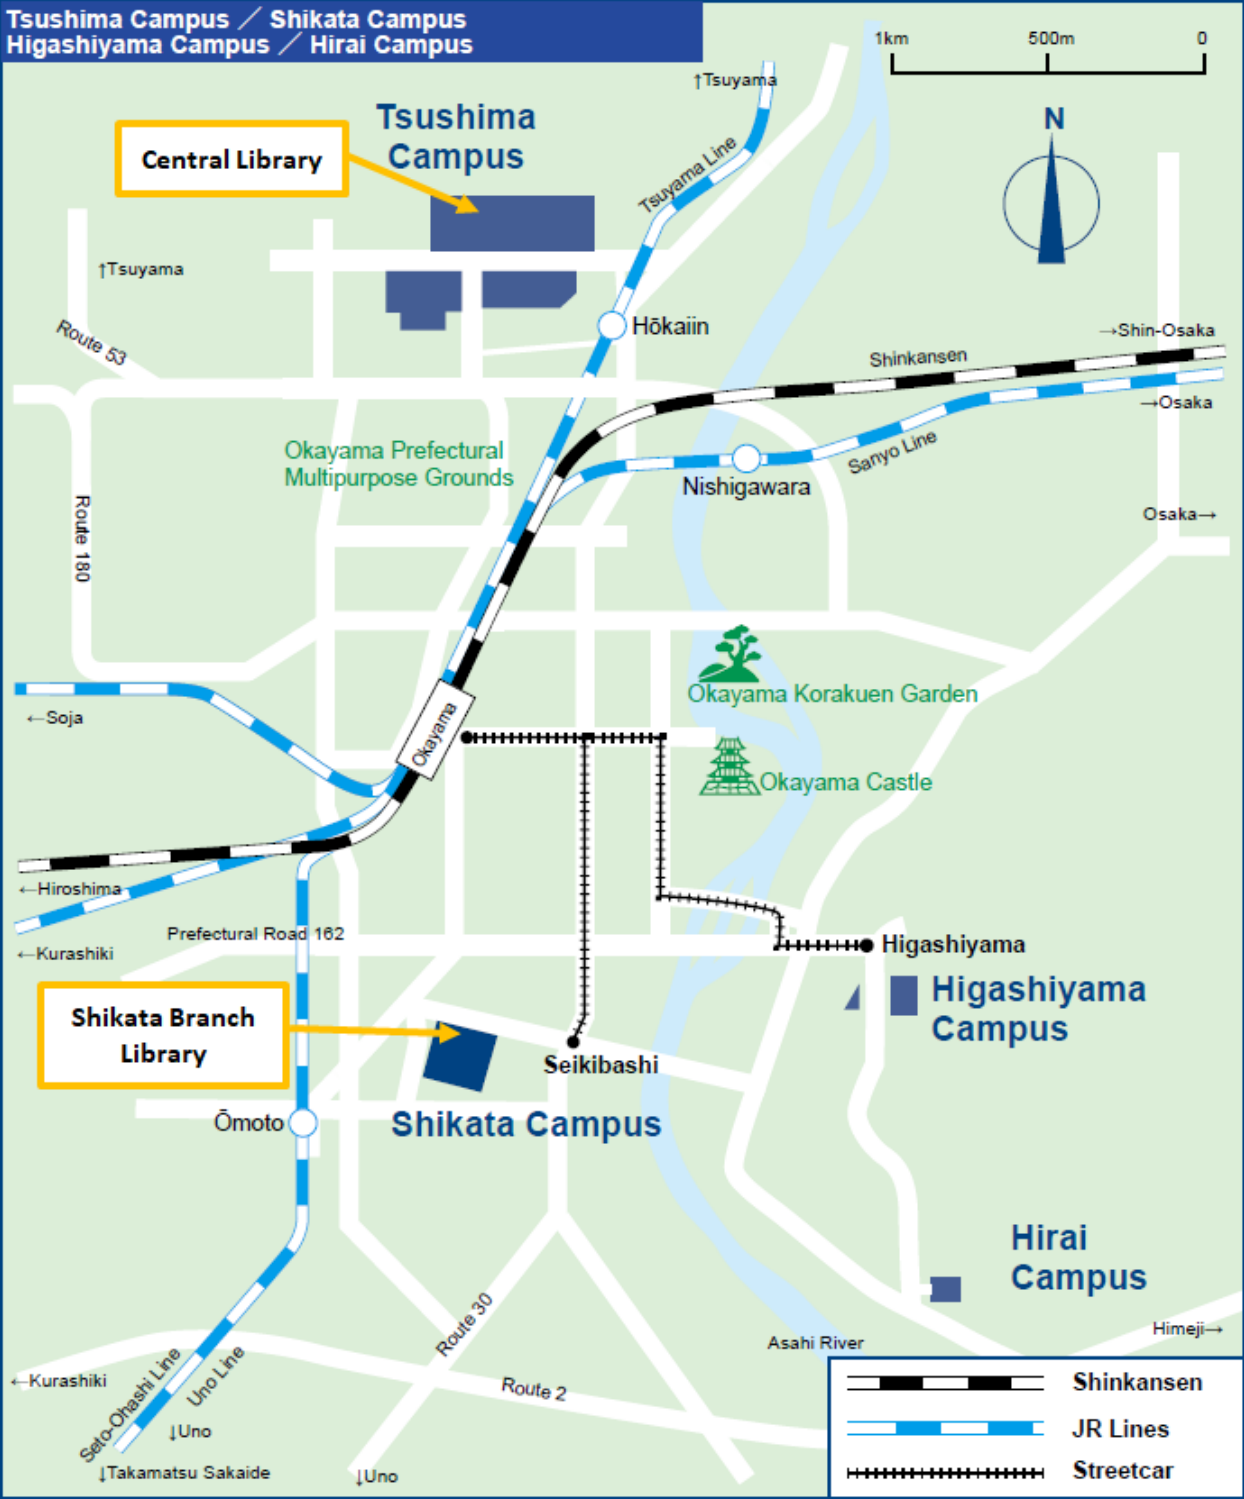 Tsushima Campus ／ Shikata Campus
Higashiyama Campus ／ Hirai Campus
1km 500m 0
↑Tsuyama
Tsushima
Campus
Central Library
N
Tsuyama Line
↑Tsuyama
Route 53
Hōkaiin
→Shin-Osaka
Shinkansen
→Osaka
Okayama Prefectural
Multipurpose Grounds
Sanyo Line
Nishigawara
Route 180
Osaka→
Okayama Korakuen Garden
←Soja
Okayama
Okayama Castle
←Hiroshima
Prefectural Road 162
←Kurashiki
Higashiyama
Higashiyama
Campus
Shikata Branch
Library
Seikibashi
Ōmoto
Shikata Campus
Hirai
Campus
Route 30
Himeji→
Asahi River
←Kurashiki
Seto-Ohashi Line
Uno Line
Route 2
↓Uno
↓Takamatsu Sakaide
↓Uno
Shinkansen
JR Lines
Streetcar